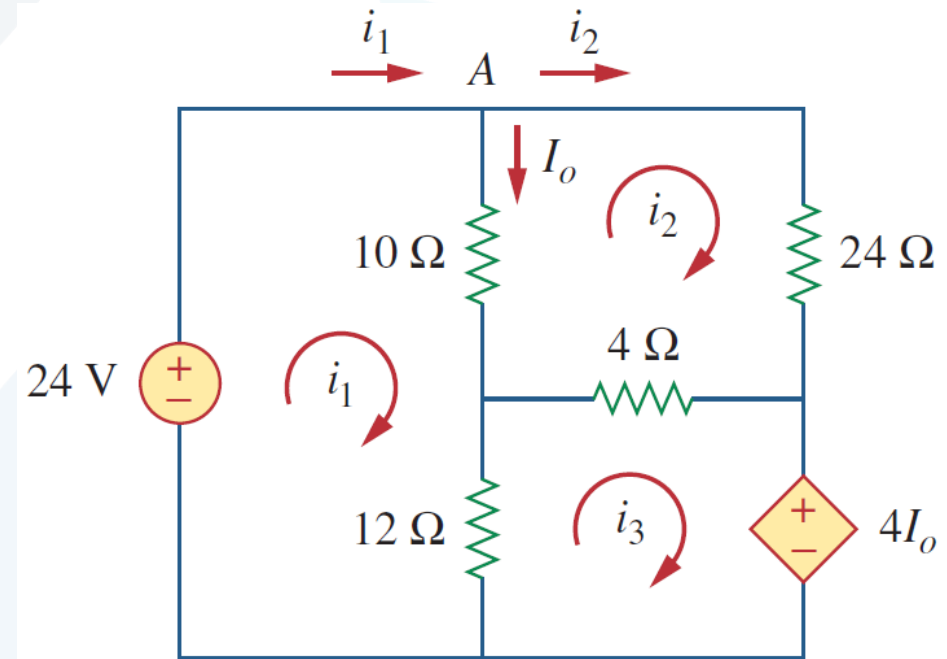 i₁ A i₂
Iₒ
i₂
10 Ω 24 Ω
4 Ω
24 V + − i₁
12 Ω i₃ + − 4Iₒ